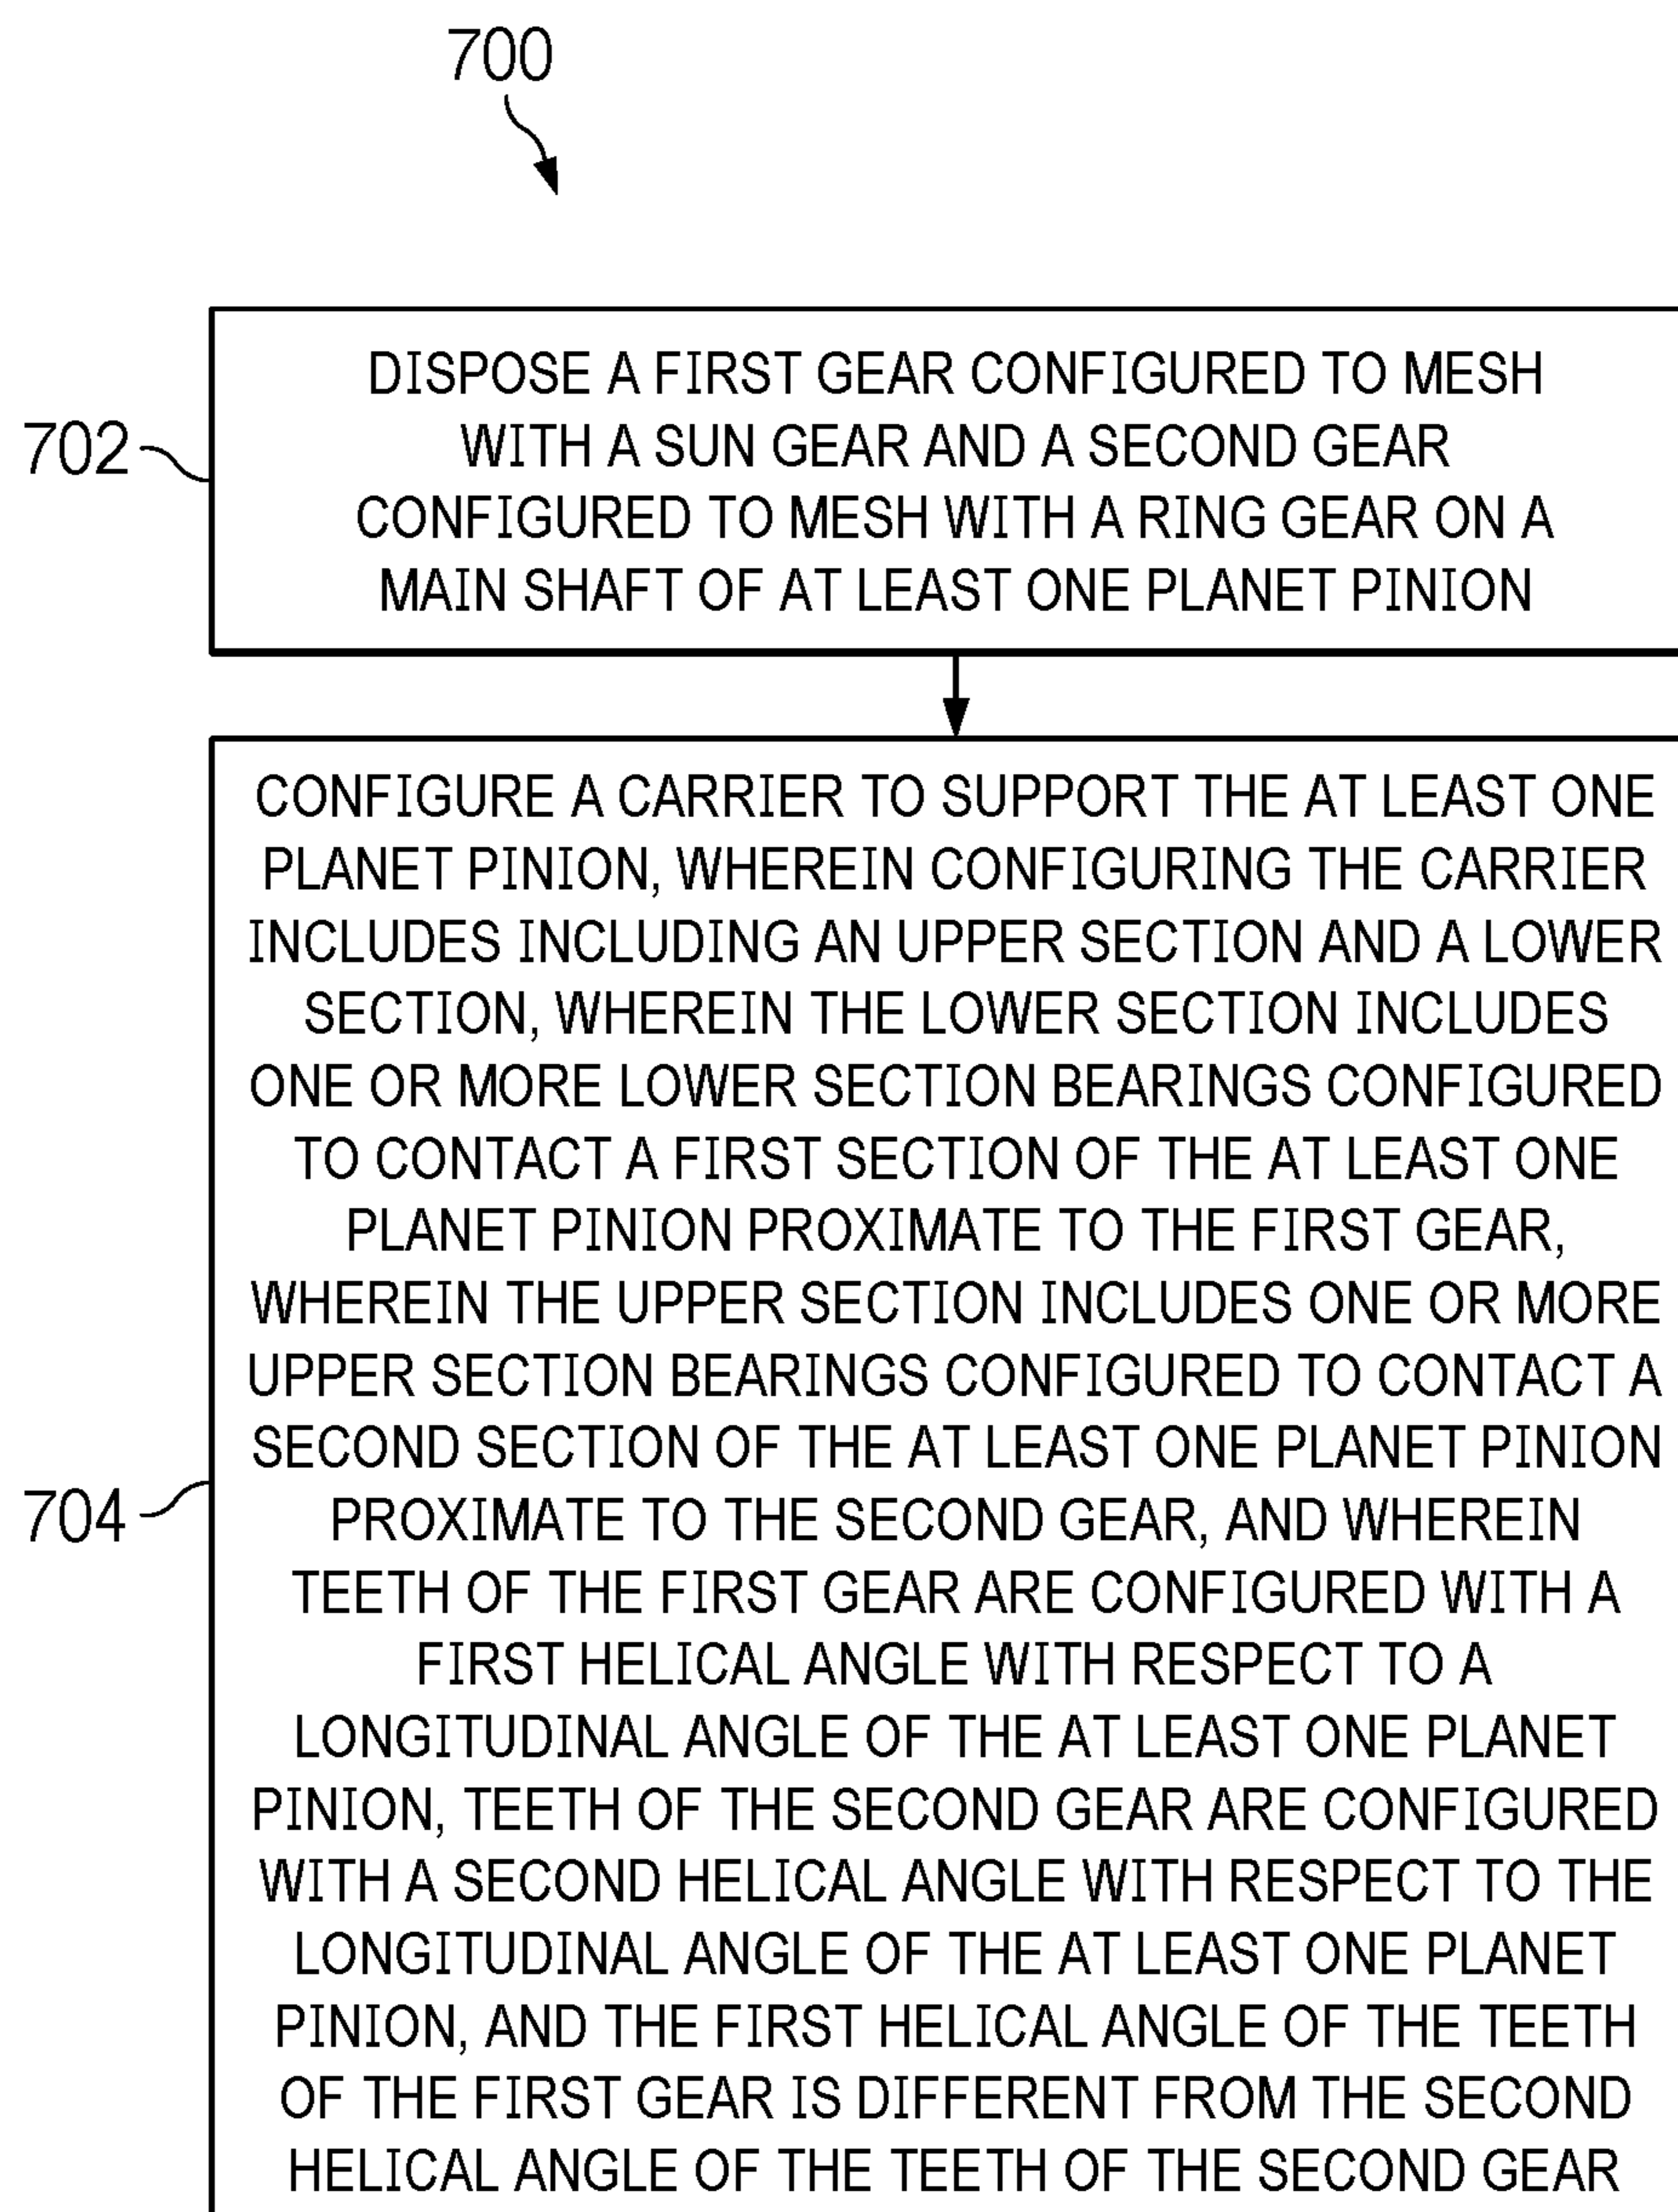 700
702
DISPOSE A FIRST GEAR CONFIGURED TO MESH
WITH A SUN GEAR AND A SECOND GEAR
CONFIGURED TO MESH WITH A RING GEAR ON A
MAIN SHAFT OF AT LEAST ONE PLANET PINION
704
CONFIGURE A CARRIER TO SUPPORT THE AT LEAST ONE
PLANET PINION, WHEREIN CONFIGURING THE CARRIER
INCLUDES INCLUDING AN UPPER SECTION AND A LOWER
SECTION, WHEREIN THE LOWER SECTION INCLUDES
ONE OR MORE LOWER SECTION BEARINGS CONFIGURED
TO CONTACT A FIRST SECTION OF THE AT LEAST ONE
PLANET PINION PROXIMATE TO THE FIRST GEAR,
WHEREIN THE UPPER SECTION INCLUDES ONE OR MORE
UPPER SECTION BEARINGS CONFIGURED TO CONTACT A
SECOND SECTION OF THE AT LEAST ONE PLANET PINION
PROXIMATE TO THE SECOND GEAR, AND WHEREIN
TEETH OF THE FIRST GEAR ARE CONFIGURED WITH A
FIRST HELICAL ANGLE WITH RESPECT TO A
LONGITUDINAL ANGLE OF THE AT LEAST ONE PLANET
PINION, TEETH OF THE SECOND GEAR ARE CONFIGURED
WITH A SECOND HELICAL ANGLE WITH RESPECT TO THE
LONGITUDINAL ANGLE OF THE AT LEAST ONE PLANET
PINION, AND THE FIRST HELICAL ANGLE OF THE TEETH
OF THE FIRST GEAR IS DIFFERENT FROM THE SECOND
HELICAL ANGLE OF THE TEETH OF THE SECOND GEAR